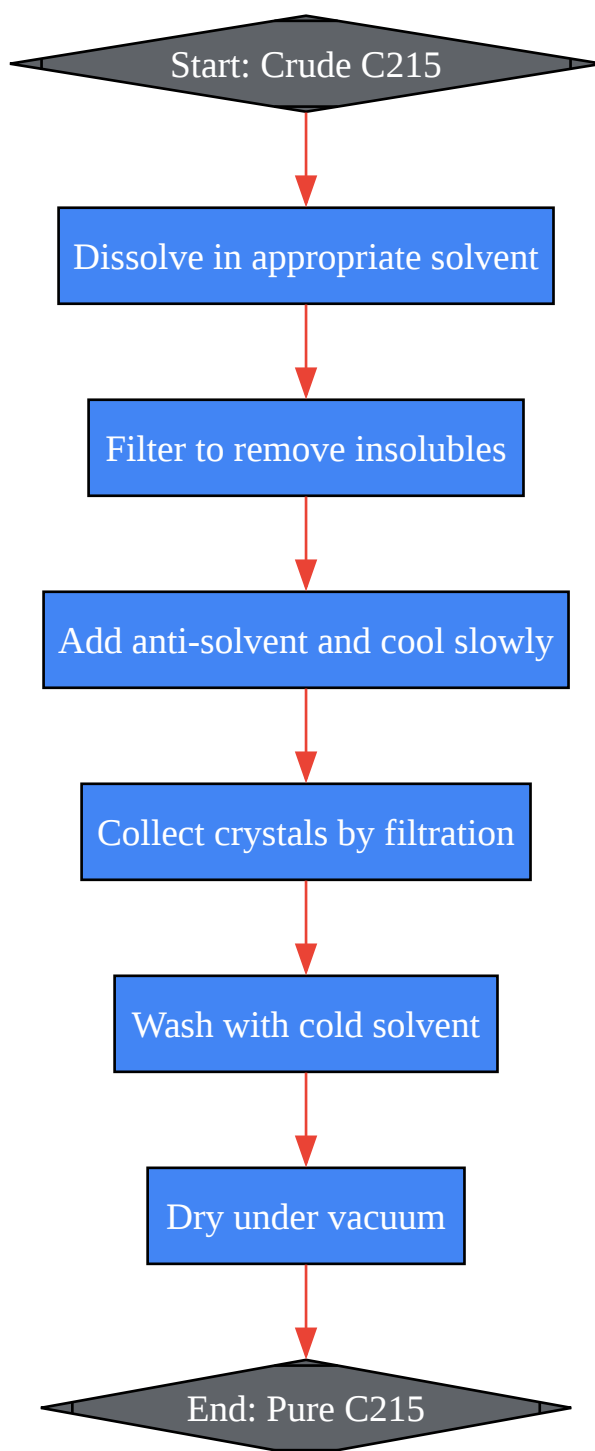 Start: Crude C215
Dissolve in appropriate solvent
Filter to remove insolubles
Add anti-solvent and cool slowly
Collect crystals by filtration
Wash with cold solvent
Dry under vacuum
End: Pure C215